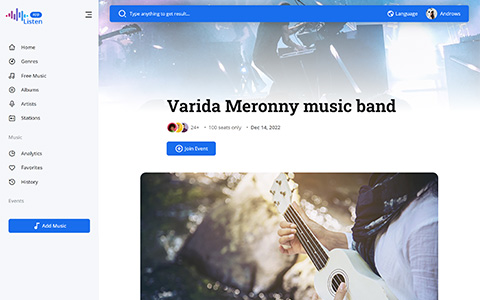 Listen
Home
Genres
Free Music
Albums
Artists
Stations
Music
Analytics
Favorites
History
Events
Add Music
Type anything to get result...
Language
Androws
Varida Meronny music band
24+ • 100 seats only • Dec 14, 2022
Join Event